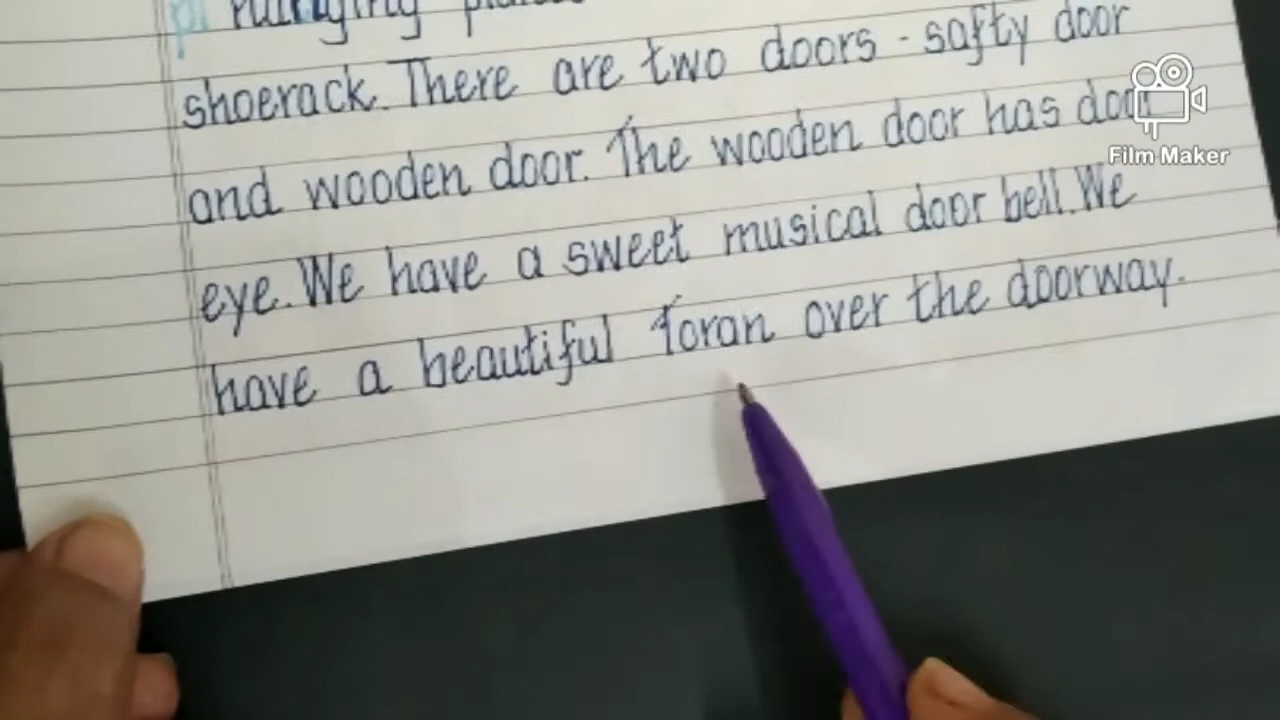 shoerack. There are two doors - safty door
and wooden door. The wooden door has door
eye. We have a sweet musical door bell. We
have a beautiful Toran over the doorway.
Film Maker